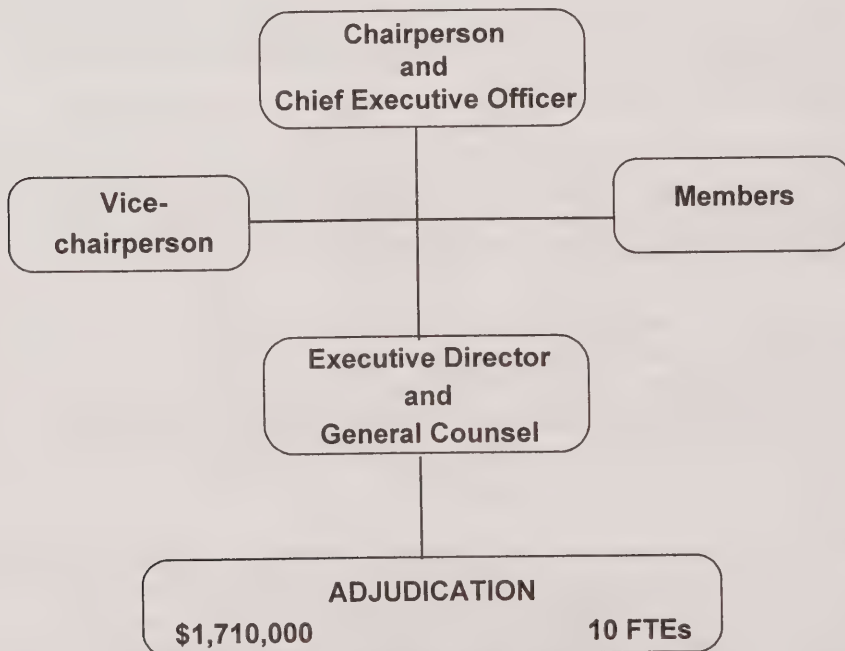 Chairperson
and
Chief Executive Officer
Vice-
chairperson
Members
Executive Director
and
General Counsel
ADJUDICATION
$1,710,000 10 FTEs